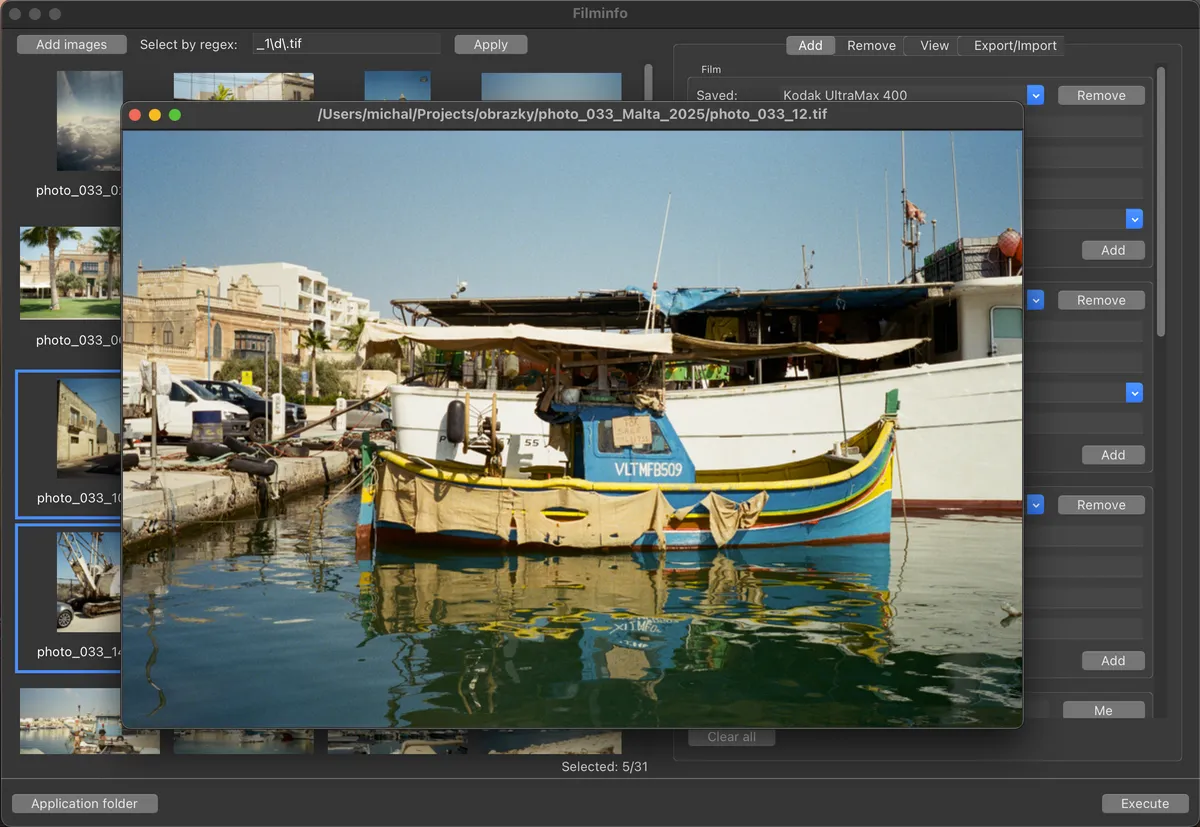 Filminfo
Add images
Select by regex:
_1\d\.tif
Apply
Add
Remove
View
Export/Import
Film
Saved:
Kodak UltraMax 400
Remove
/Users/michal/Projects/obrazky/photo_033_Malta_2025/photo_033_12.tif
photo_033_0
Add
photo_033_0
Remove
VLTMFB509
55
Add
photo_033_10
Remove
photo_033_14
Add
Me
Clear all
Selected: 5/31
Application folder
Execute